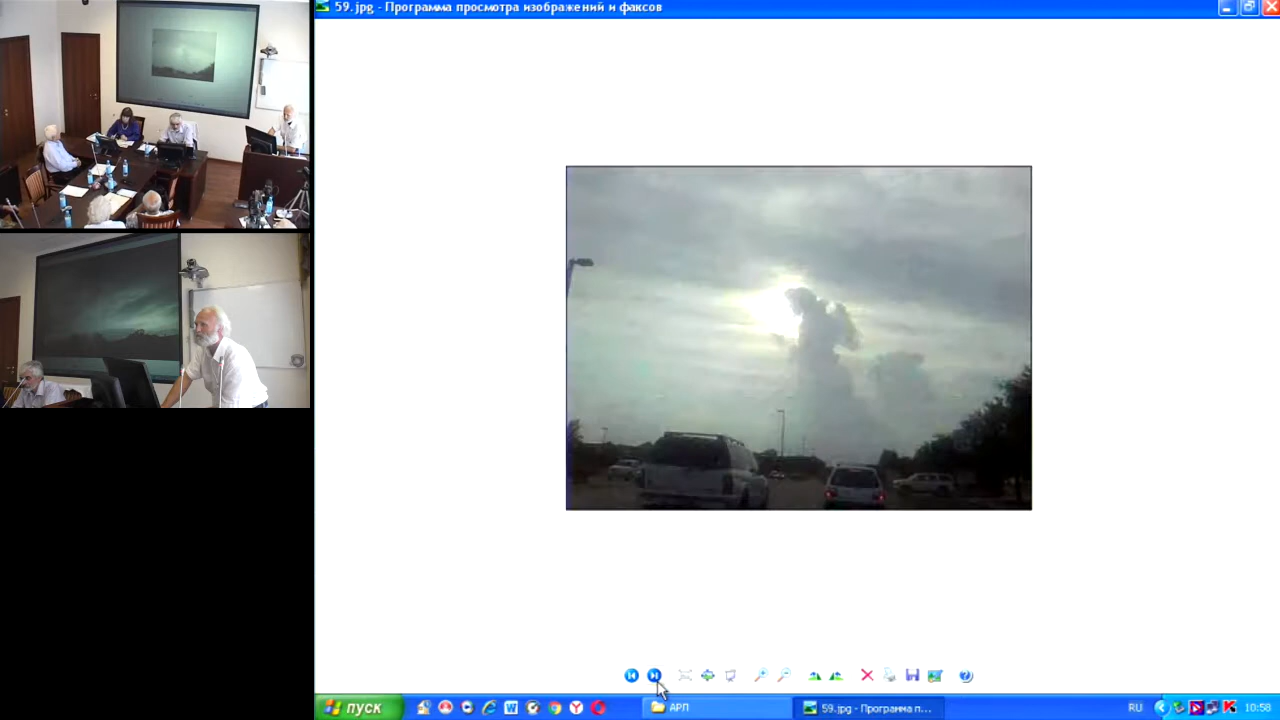 59.jpg - Программа просмотра изображений и факсов
пуск
АРП
59.jpg - Программа п...
RU
10:58